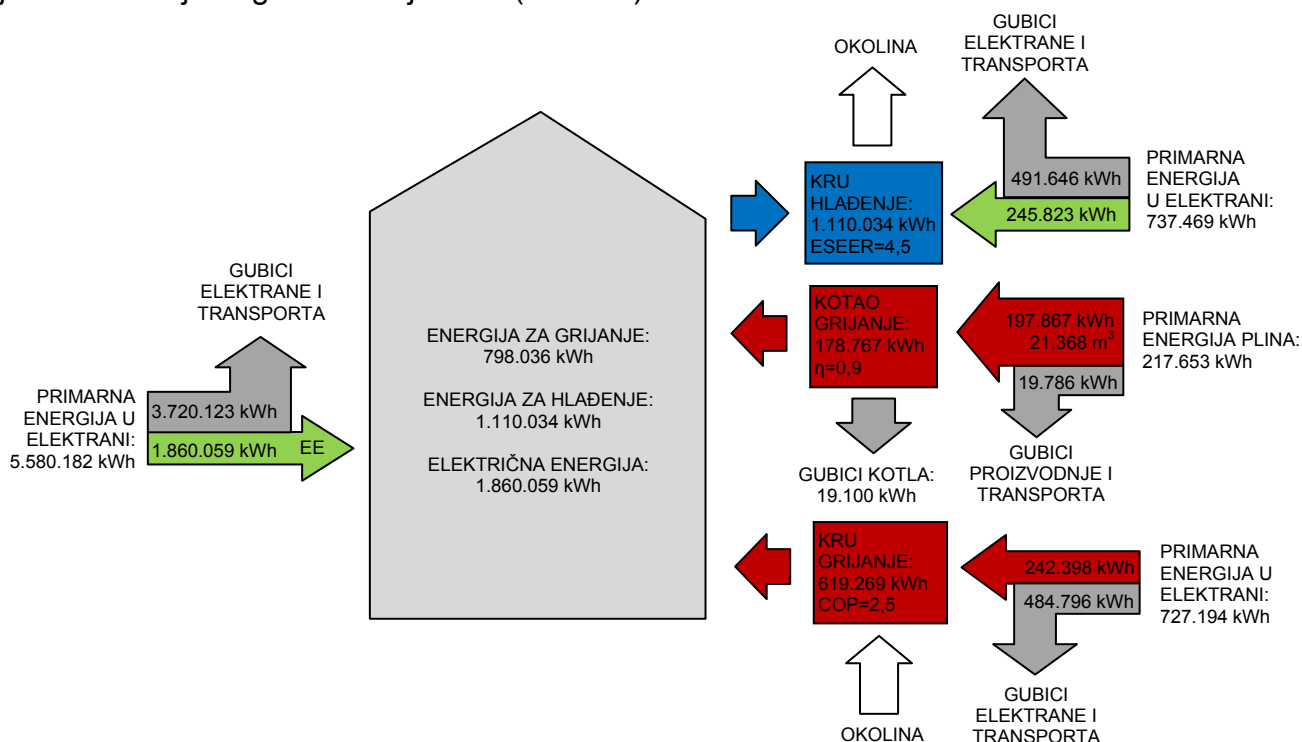 GUBICI
ELEKTRANE I
TRANSPORTA
OKOLINA
KRU
HLAĐENJE:
1.110.034 kWh
ESEER=4,5
491.646 kWh
245.823 kWh
PRIMARNA
ENERGIJA
U ELEKTRANI:
737.469 kWh
GUBICI
ELEKTRANE I
TRANSPORTA
PRIMARNA
ENERGIJA U
ELEKTRANI:
5.580.182 kWh
3.720.123 kWh
1.860.059 kWh EE
ENERGIJA ZA GRIJANJE:
798.036 kWh
ENERGIJA ZA HLAĐENJE:
1.110.034 kWh
ELEKTRIČNA ENERGIJA:
1.860.059 kWh
KOTAO
GRIJANJE:
178.767 kWh
η=0,9
197.867 kWh
21.368 m³
19.786 kWh
PRIMARNA
ENERGIJA PLINA:
217.653 kWh
GUBICI KOTLA:
19.100 kWh
GUBICI
PROIZVODNJE I
TRANSPORTA
KRU
GRIJANJE:
619.269 kWh
COP=2,5
242.398 kWh
484.796 kWh
PRIMARNA
ENERGIJA U
ELEKTRANI:
727.194 kWh
OKOLINA
GUBICI
ELEKTRANE I
TRANSPORTA